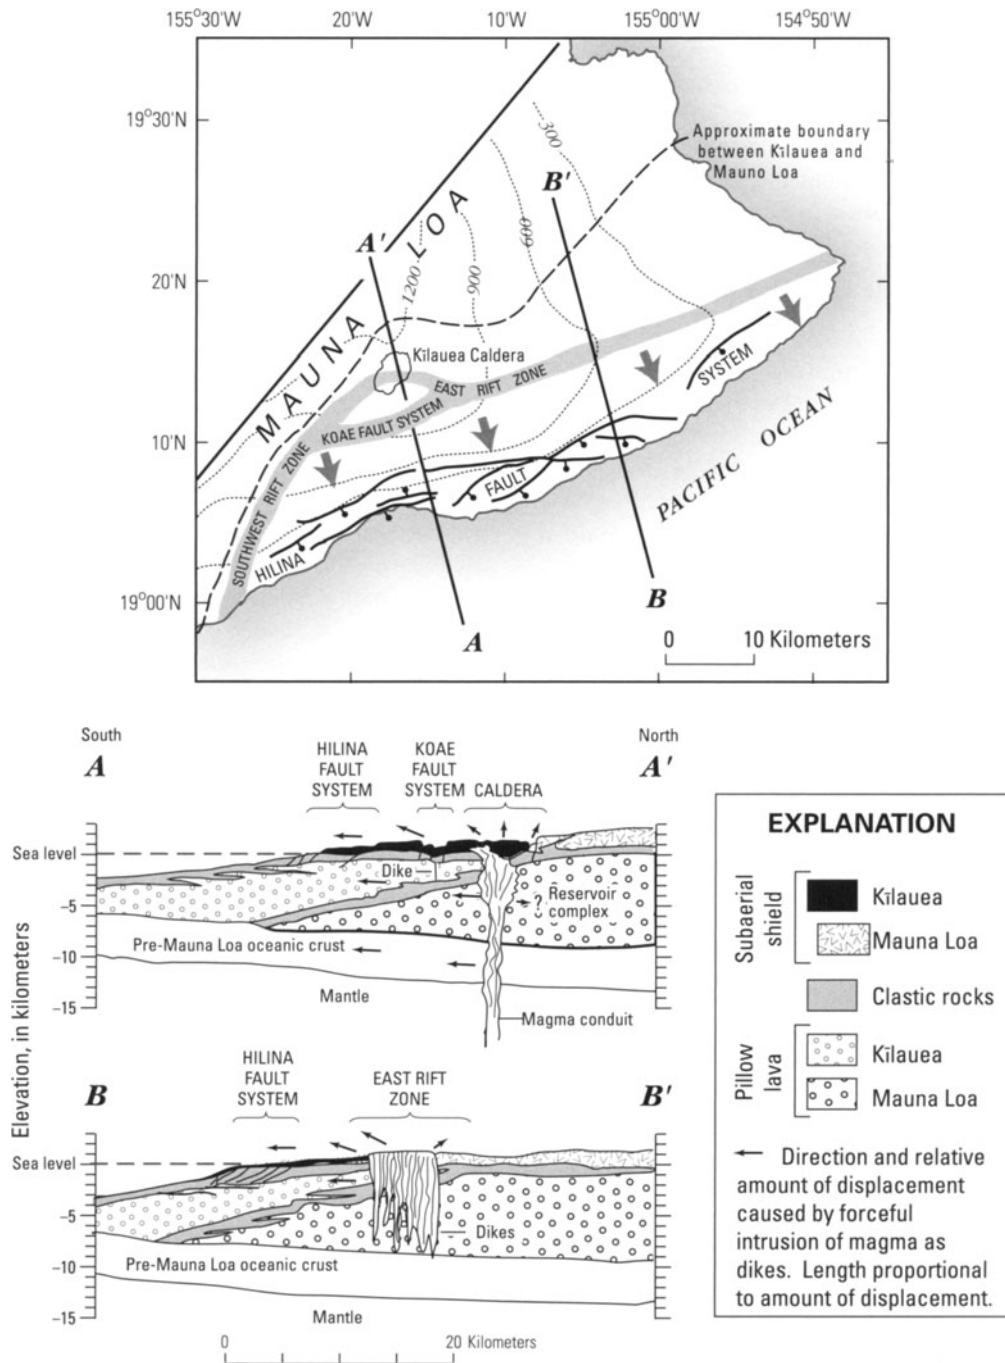 155°30'W
20'W
10'W
155°00'W
154°50'W
19°30'N
20'N
10'N
19°00'N
Approximate boundary
between Kīlauea and
Mauno Loa
300
600
900
1200
B'
A'
MAUNA LOA
Kīlauea Caldera
EAST RIFT ZONE
KOAE FAULT SYSTEM
SOUTHWEST RIFT ZONE
HILINA
FAULT
SYSTEM
PACIFIC OCEAN
B
A
0 10 Kilometers
South
North
A
HILINA
FAULT
SYSTEM
KOAE
FAULT
SYSTEM
CALDERA
A'
Sea level
-5
-10
-15
Dike
?
Reservoir
complex
Pre-Mauna Loa oceanic crust
Mantle
Magma conduit
Elevation, in kilometers
B
HILINA
FAULT
SYSTEM
EAST RIFT
ZONE
B'
Sea level
-5
-10
-15
Dikes
Pre-Mauna Loa oceanic crust
Mantle
0 20 Kilometers
EXPLANATION
Subaerial
shield
Kīlauea
Mauna Loa
Clastic rocks
Pillow
lava
Kīlauea
Mauna Loa
Direction and relative
amount of displacement
caused by forceful
intrusion of magma as
dikes. Length proportional
to amount of displacement.